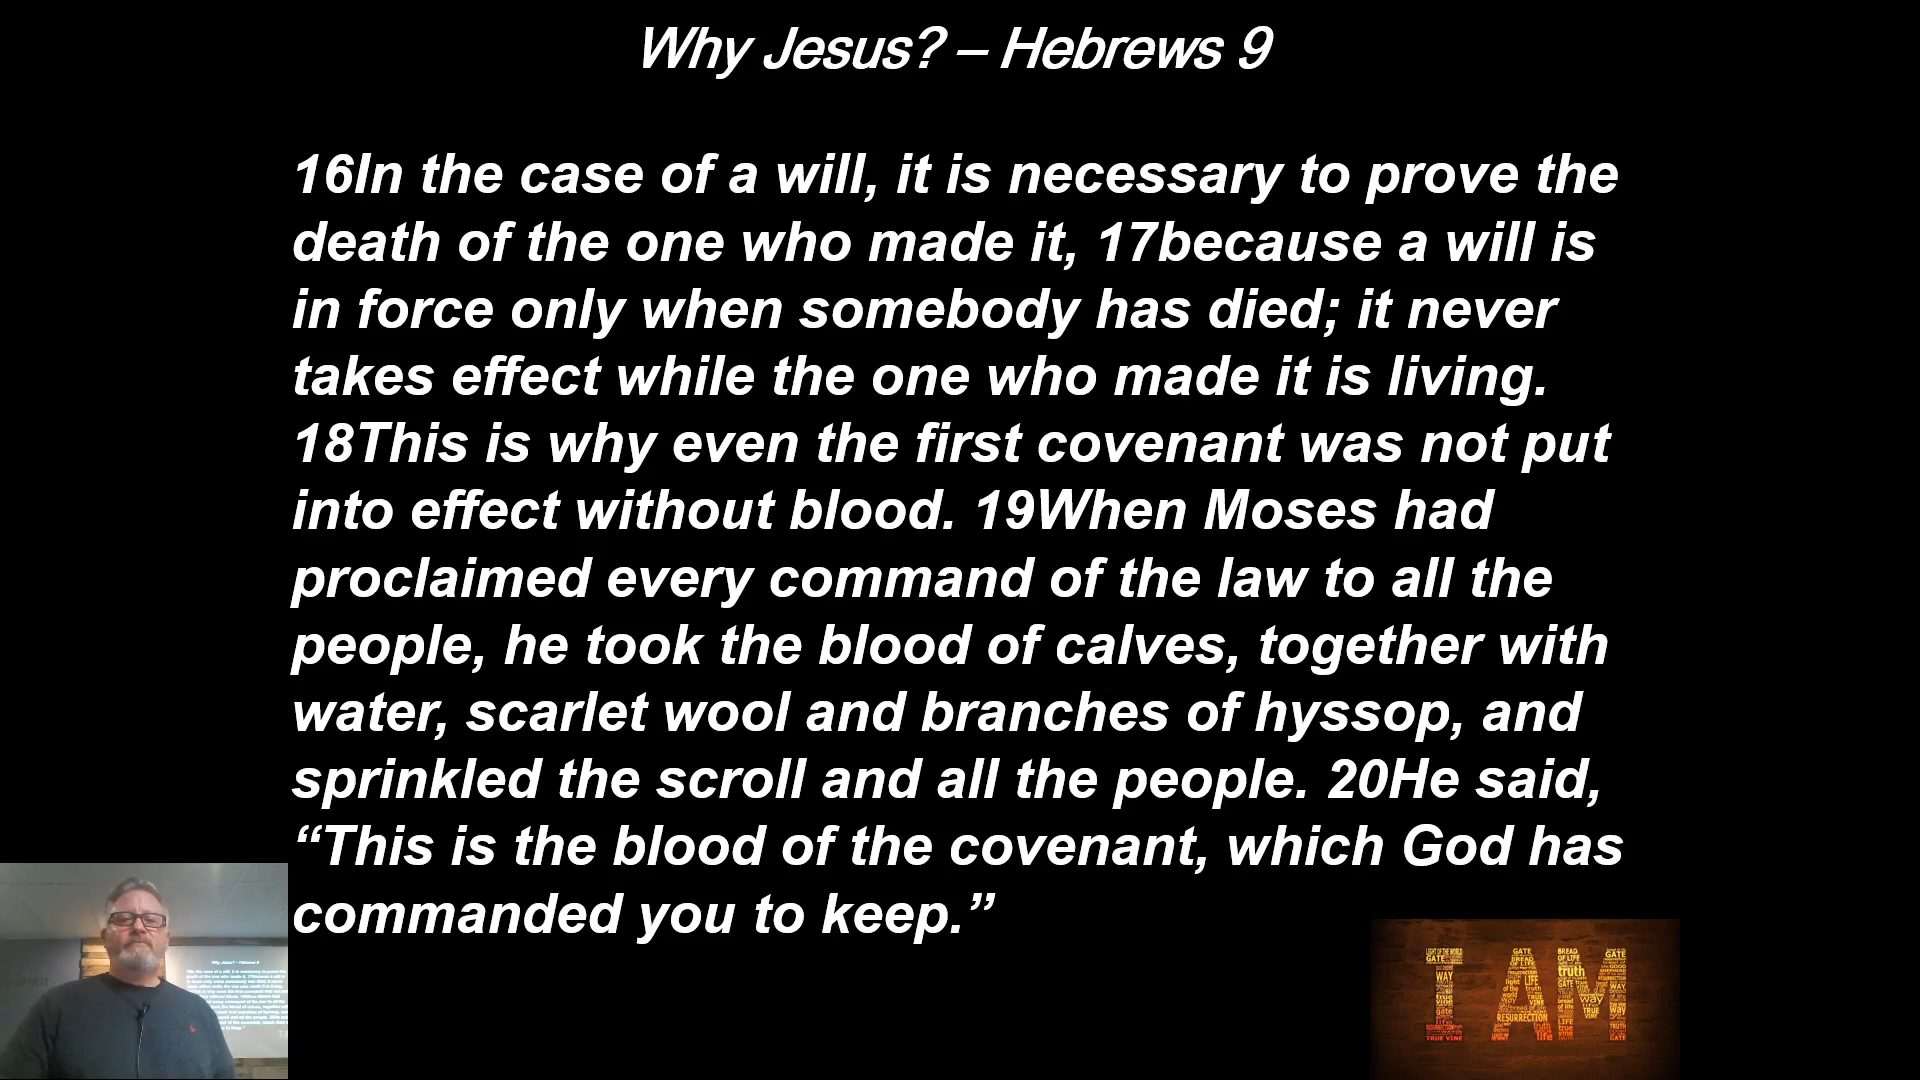 Why Jesus? – Hebrews 9
16In the case of a will, it is necessary to prove the
death of the one who made it, 17because a will is
in force only when somebody has died; it never
takes effect while the one who made it is living.
18This is why even the first covenant was not put
into effect without blood. 19When Moses had
proclaimed every command of the law to all the
people, he took the blood of calves, together with
water, scarlet wool and branches of hyssop, and
sprinkled the scroll and all the people. 20He said,
“This is the blood of the covenant, which God has
commanded you to keep.”
Why Jesus? – Hebrews 9
I AM